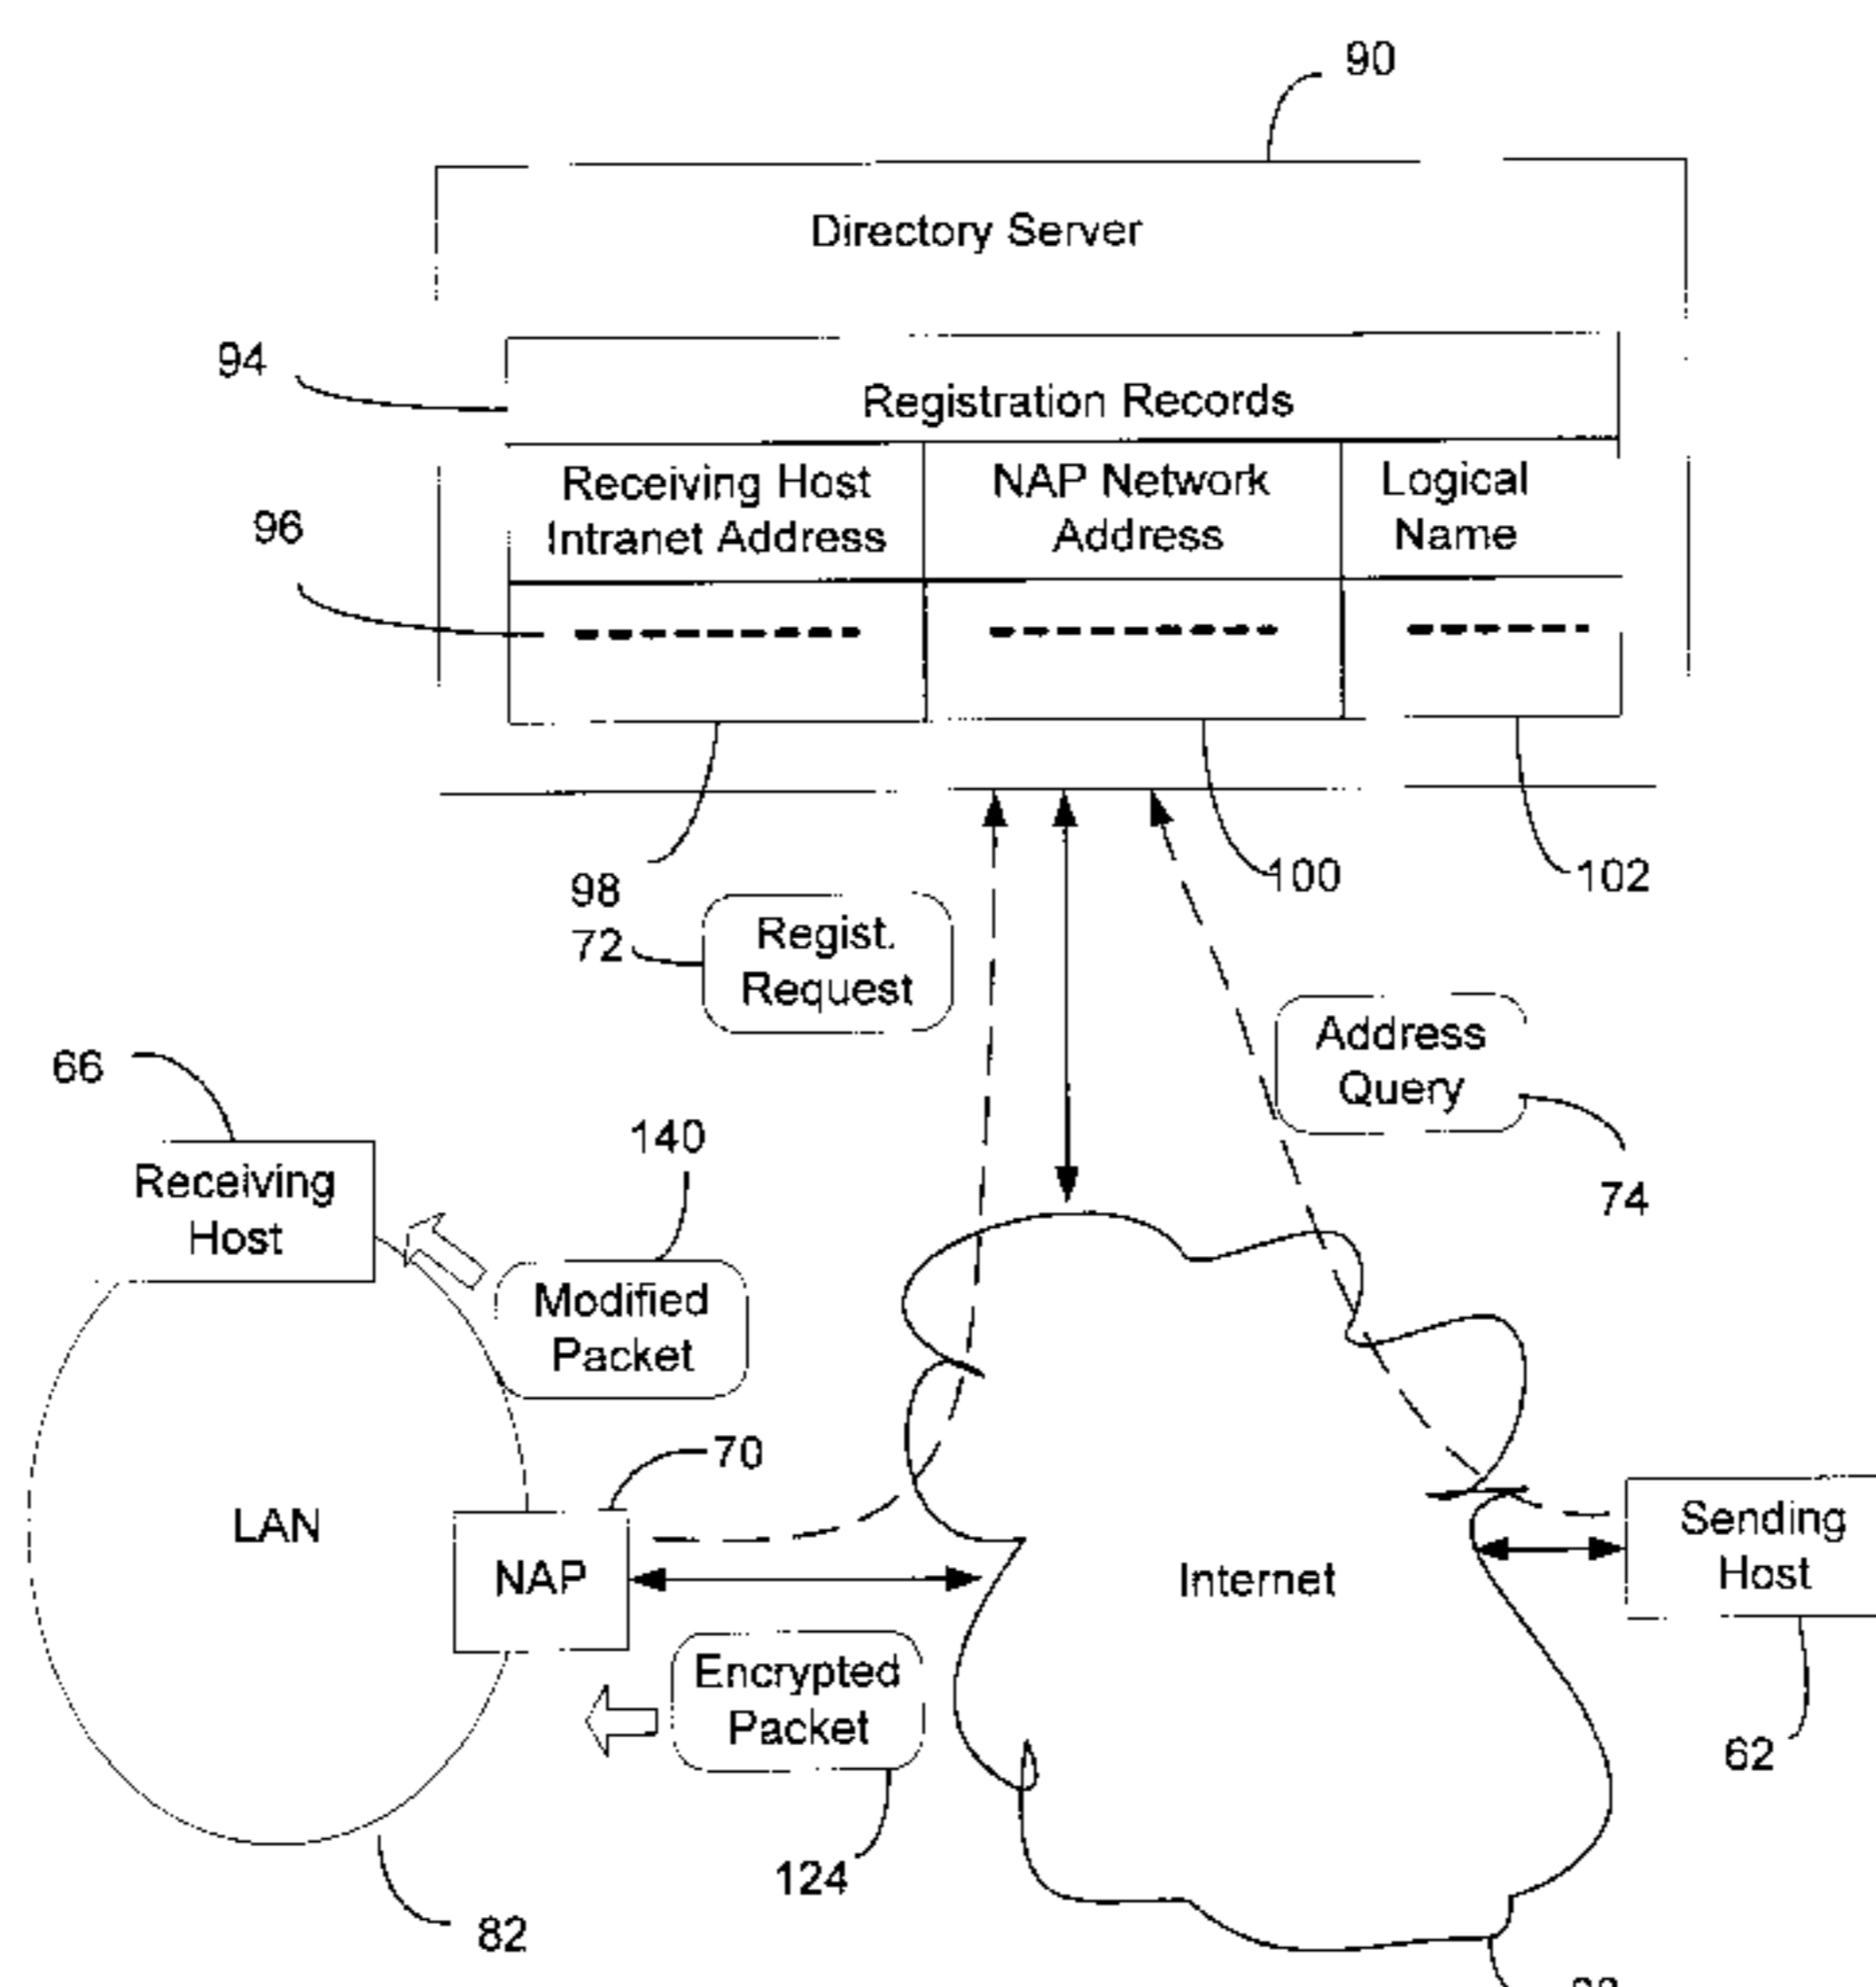 90
Directory Server
94
Registration Records
Receiving Host
Intranet Address
NAP Network
Address
Logical
Name
96
98
100
102
72
Regist.
Request
Address
Query
74
66
Receiving
Host
140
Modified
Packet
70
LAN
NAP
Internet
Sending
Host
62
Encrypted
Packet
124
82